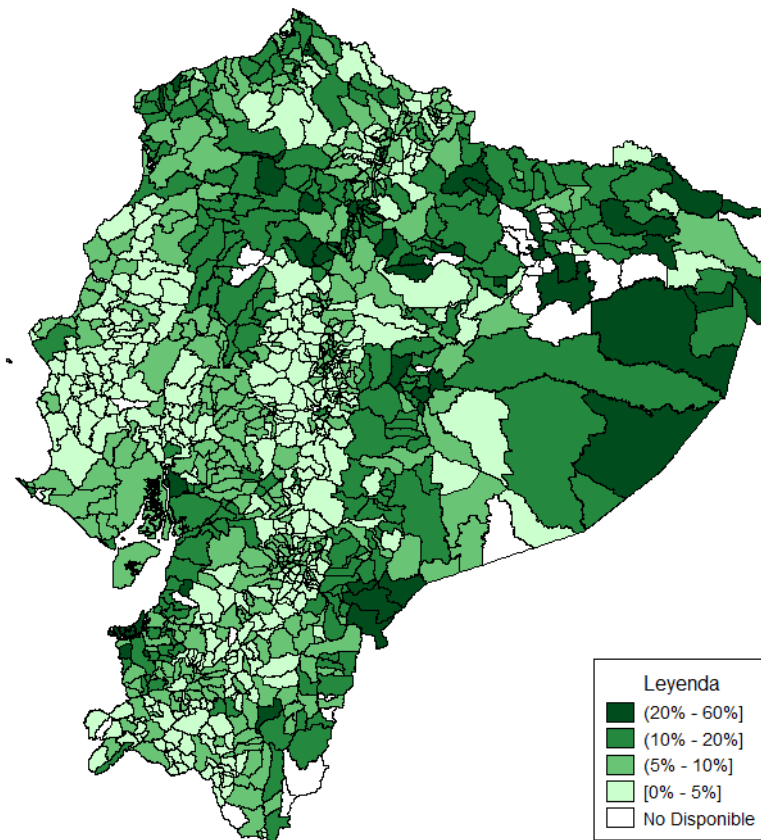 Leyenda
(20% - 60%]
(10% - 20%]
(5% - 10%]
[0% - 5%]
No Disponible